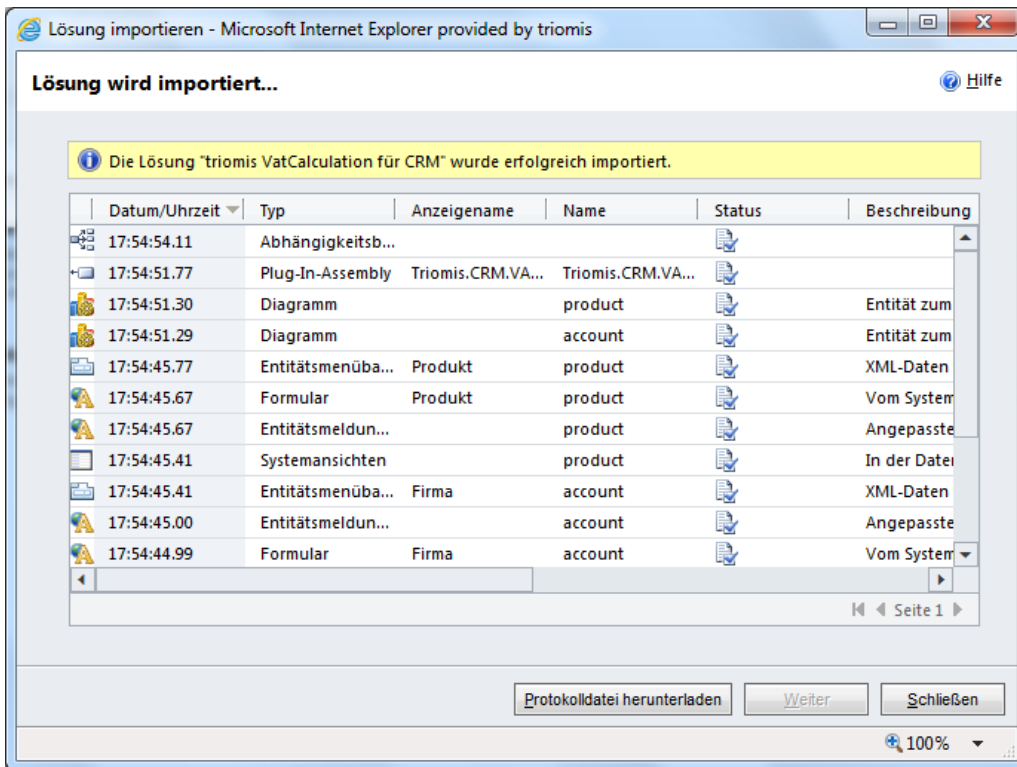 Lösung importieren - Microsoft Internet Explorer provided by triomis
Lösung wird importiert...
Hilfe
Die Lösung "triomis VatCalculation für CRM" wurde erfolgreich importiert.
Datum/Uhrzeit Typ Anzeigename Name Status Beschreibung
17:54:54.11 Abhängigkeitsb...
17:54:51.77 Plug-In-Assembly Triomis.CRM.VA... Triomis.CRM.VA...
17:54:51.30 Diagramm product Entität zum
17:54:51.29 Diagramm account Entität zum
17:54:45.77 Entitätsmenüba... Produkt product XML-Daten
17:54:45.67 Formular Produkt product Vom System
17:54:45.67 Entitätsmeldun... product Angepasste
17:54:45.41 Systemansichten product In der Daten
17:54:45.41 Entitätsmenüba... Firma account XML-Daten
17:54:45.00 Entitätsmeldun... account Angepasste
17:54:44.99 Formular Firma account Vom System
Seite 1
Protokolldatei herunterladen Weiter Schließen
100%